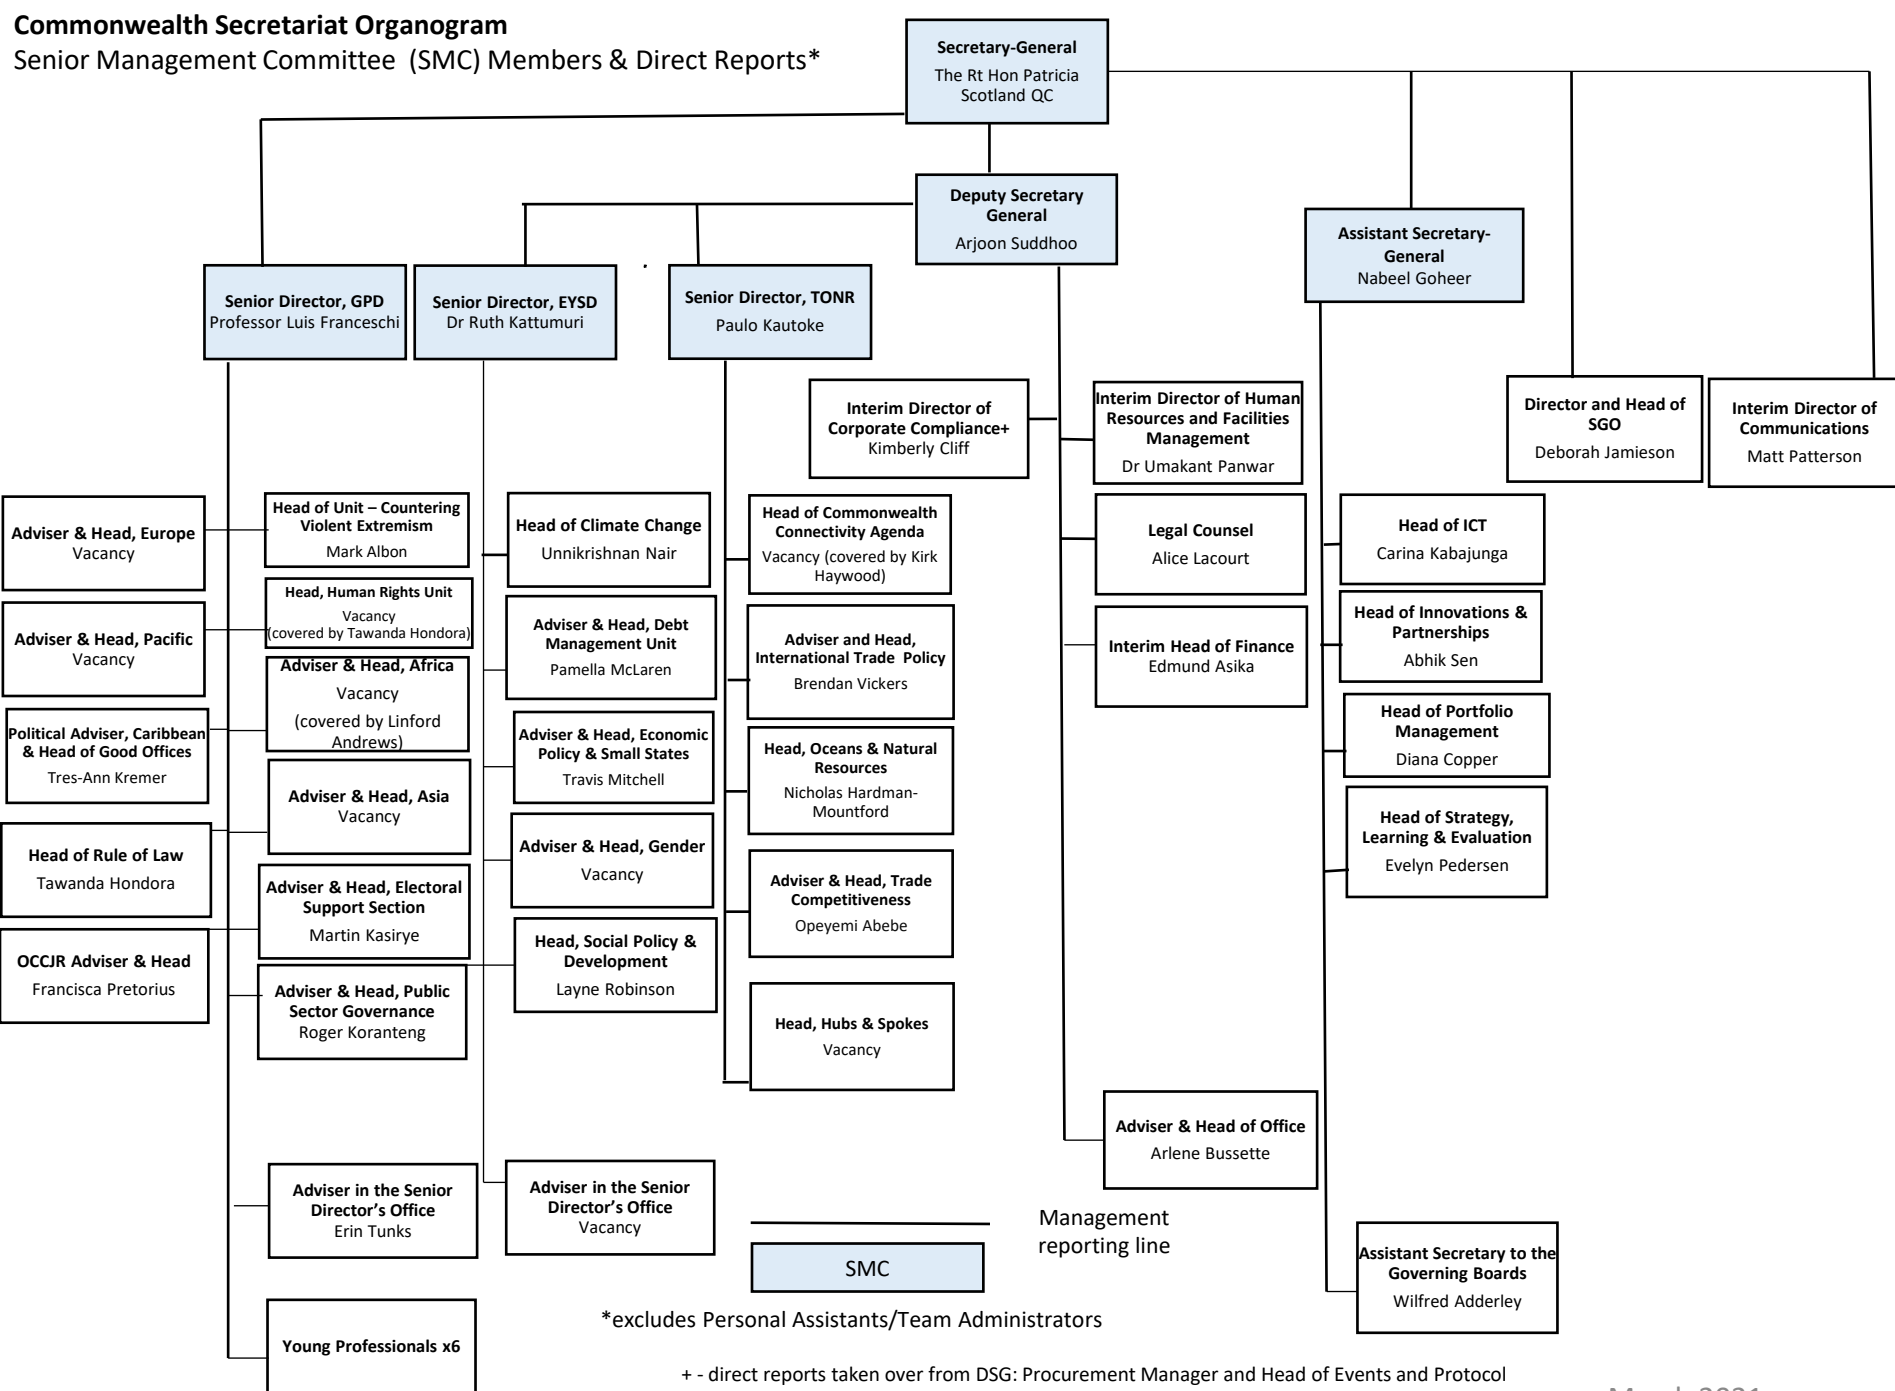 Commonwealth Secretariat Organogram
Senior Management Committee (SMC) Members & Direct Reports*
Secretary-General
The Rt Hon Patricia
Scotland QC
Deputy Secretary
General
Arjoon Suddhoo
Assistant Secretary-
General
Nabeel Goheer
Senior Director, GPD
Professor Luis Franceschi
Senior Director, EYSD
Dr Ruth Kattumuri
.
Senior Director, TONR
Paulo Kautoke
Interim Director of
Corporate Compliance+
Kimberly Cliff
Interim Director of Human
Resources and Facilities
Management
Dr Umakant Panwar
Director and Head of
SGO
Deborah Jamieson
Interim Director of
Communications
Matt Patterson
Adviser & Head, Europe
Vacancy
Head of Unit – Countering
Violent Extremism
Mark Albon
Head of Climate Change
Unnikrishnan Nair
Head of Commonwealth
Connectivity Agenda
Vacancy (covered by Kirk
Haywood)
Legal Counsel
Alice Lacourt
Head of ICT
Carina Kabajunga
Adviser & Head, Pacific
Vacancy
Head, Human Rights Unit
Vacancy
(covered by Tawanda Hondora)
Adviser & Head, Debt
Management Unit
Pamella McLaren
Adviser and Head,
International Trade Policy
Brendan Vickers
Interim Head of Finance
Edmund Asika
Head of Innovations &
Partnerships
Abhik Sen
Adviser & Head, Africa
Vacancy
(covered by Linford
Andrews)
Political Adviser, Caribbean
& Head of Good Offices
Tres-Ann Kremer
Adviser & Head, Economic
Policy & Small States
Travis Mitchell
Head, Oceans & Natural
Resources
Nicholas Hardman-
Mountford
Head of Portfolio
Management
Diana Copper
Adviser & Head, Asia
Vacancy
Head of Rule of Law
Tawanda Hondora
Adviser & Head, Gender
Vacancy
Adviser & Head, Trade
Competitiveness
Opeyemi Abebe
Head of Strategy,
Learning & Evaluation
Evelyn Pedersen
Adviser & Head, Electoral
Support Section
Martin Kasirye
OCCJR Adviser & Head
Francisca Pretorius
Head, Social Policy &
Development
Layne Robinson
Adviser & Head, Public
Sector Governance
Roger Koranteng
Head, Hubs & Spokes
Vacancy
Adviser & Head of Office
Arlene Bussette
Adviser in the Senior
Director's Office
Erin Tunks
Adviser in the Senior
Director's Office
Vacancy
Management
reporting line
SMC
Assistant Secretary to the
Governing Boards
Wilfred Adderley
*excludes Personal Assistants/Team Administrators
Young Professionals x6
+ - direct reports taken over from DSG: Procurement Manager and Head of Events and Protocol
March 2021